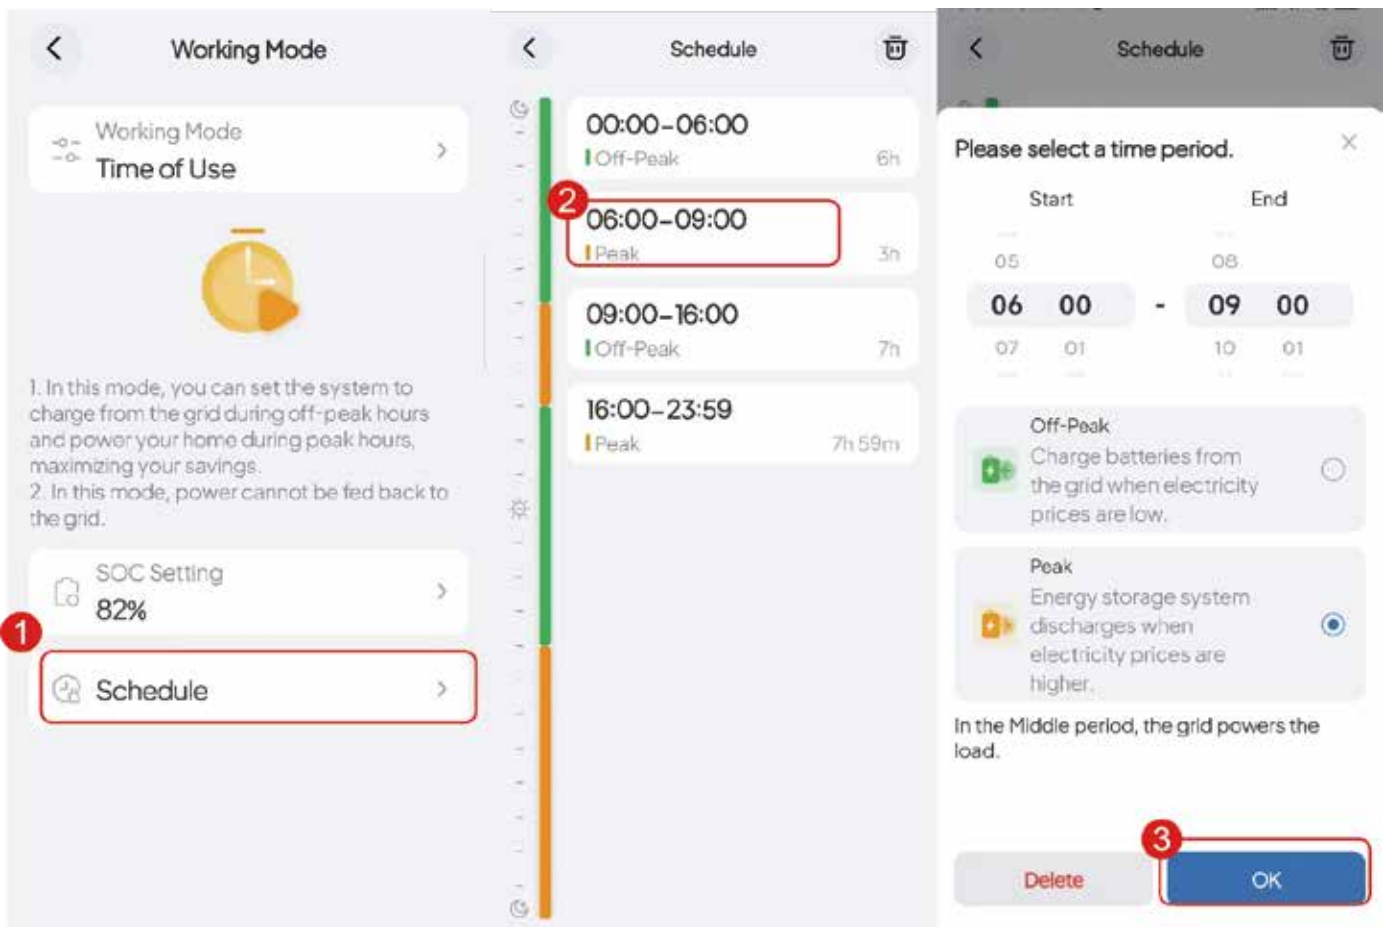 Working Mode
Working Mode
Time of Use
1. In this mode, you can set the system to
charge from the grid during off-peak hours
and power your home during peak hours,
maximizing your savings.
2. In this mode, power cannot be fed back to
the grid.
SOC Setting
82%
1
Schedule
Schedule
00:00-06:00
Off-Peak
6h
2
06:00-09:00
Peak
3h
09:00-16:00
Off-Peak
7h
16:00-23:59
Peak
7h 59m
Schedule
Please select a time period.
Start End
05 08
06 00 - 09 00
07 01 10 01
Off-Peak
Charge batteries from
the grid when electricity
prices are low.
Peak
Energy storage system
discharges when
electricity prices are
higher.
In the Middle period, the grid powers the
load.
3
Delete OK